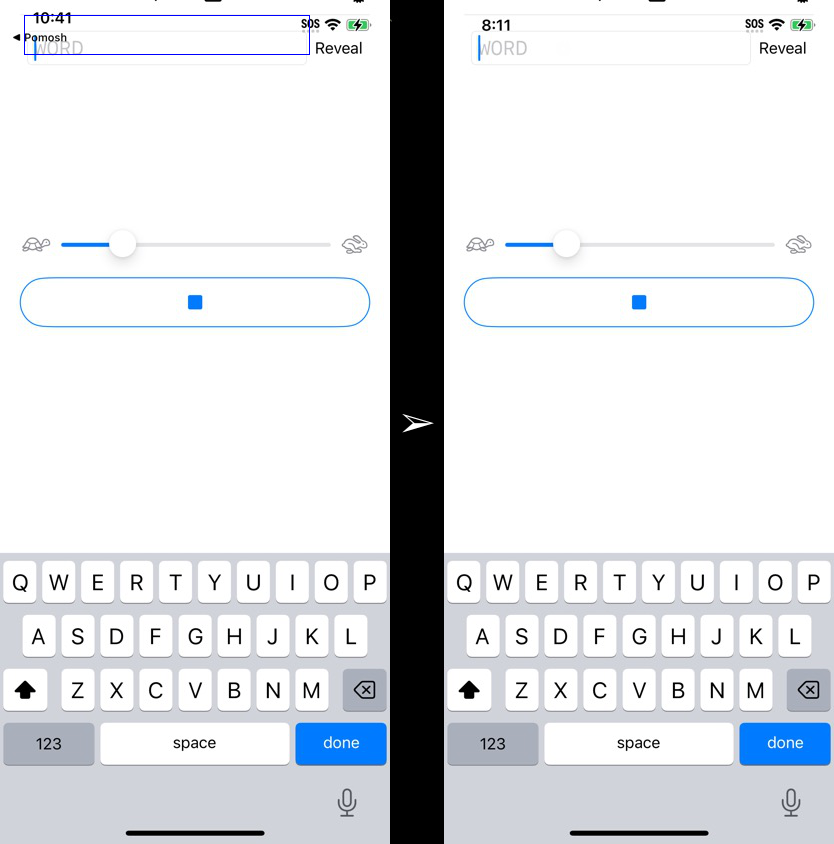 10:41
SOS
◀ Pomosh
WORD
Reveal
Q W E R T Y U I O P
A S D F G H J K L
Z X C V B N M
123 space done
8:11
SOS
WORD
Reveal
Q W E R T Y U I O P
A S D F G H J K L
Z X C V B N M
123 space done